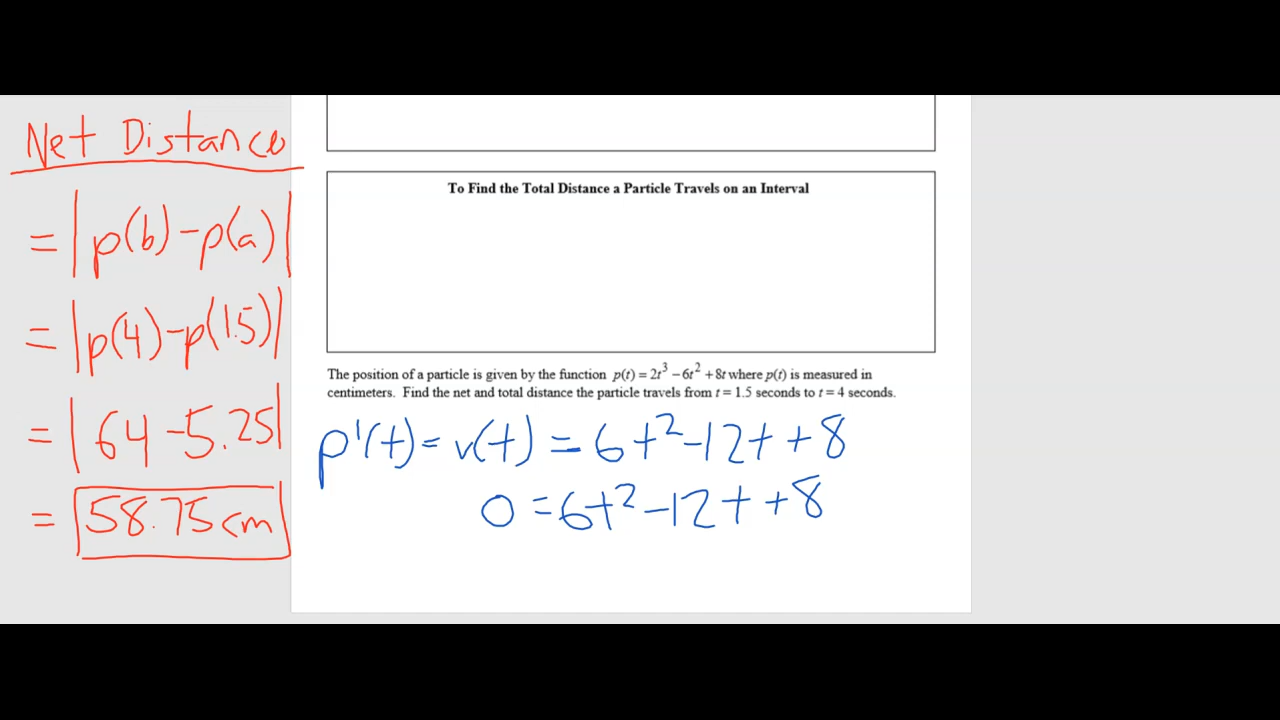 Net Distance
= |p(b)-p(a)|
= |p(4)-p(1.5)|
= |64-5.25|
= 58.75cm
To Find the Total Distance a Particle Travels on an Interval
The position of a particle is given by the function p(t) = 2t³ − 6t² + 8t where p(t) is measured in
centimeters. Find the net and total distance the particle travels from t = 1.5 seconds to t = 4 seconds.
p'(t) = v(t) = 6t²-12t+8
0 = 6t²-12t+8